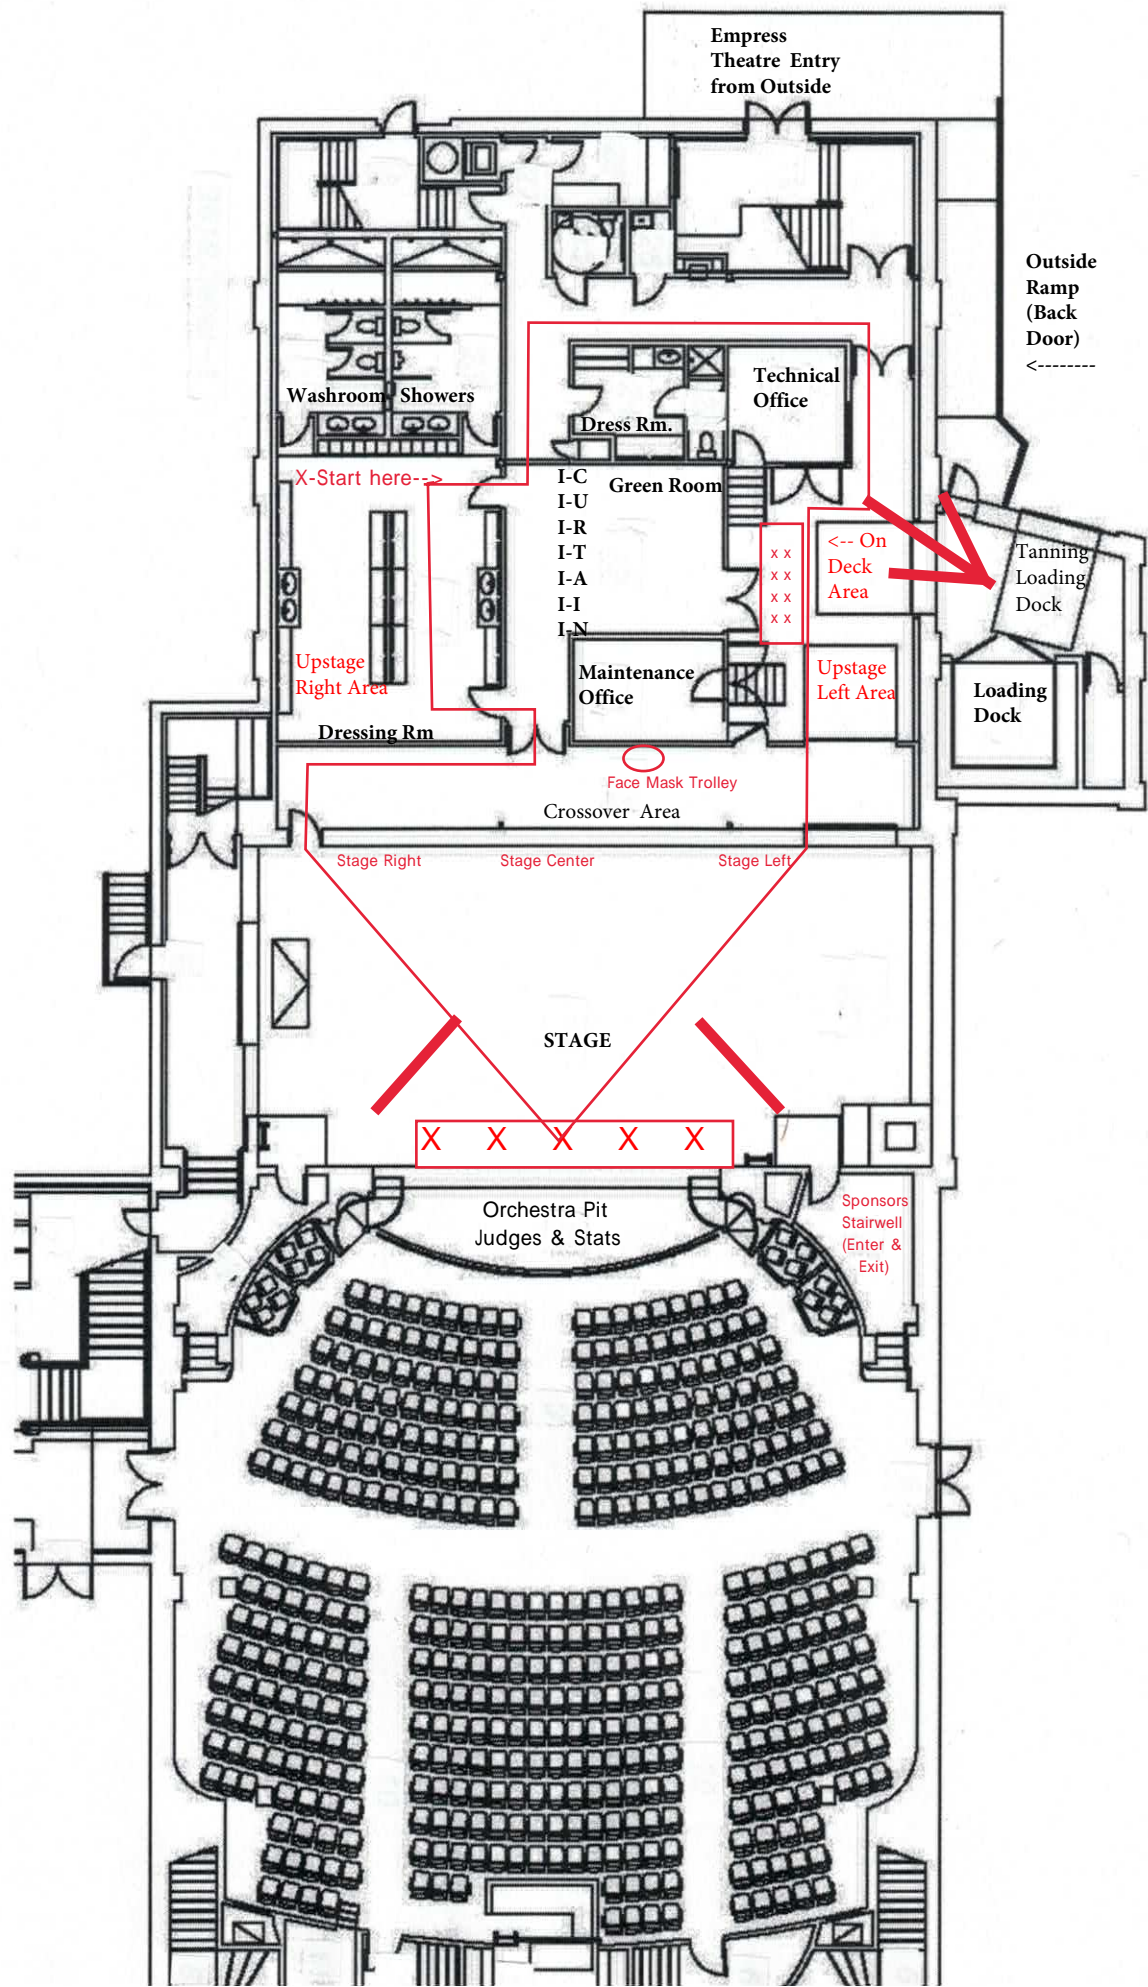 Empress
Theatre Entry
from Outside
Outside
Ramp
(Back
Door)
<--------
Technical
Office
Washroom Showers
Dress Rm.
X-Start here-->
I-C
I-U
I-R
I-T
I-A
I-I
I-N
Green Room
x x
x x
x x
x x
<-- On
Deck
Area
Tanning
Loading
Dock
Upstage
Right Area
Maintenance
Office
Upstage
Left Area
Loading
Dock
Dressing Rm
Face Mask Trolley
Crossover Area
Stage Right
Stage Center
Stage Left
STAGE
X X X X X
Orchestra Pit
Judges & Stats
Sponsors
Stairwell
(Enter &
Exit)